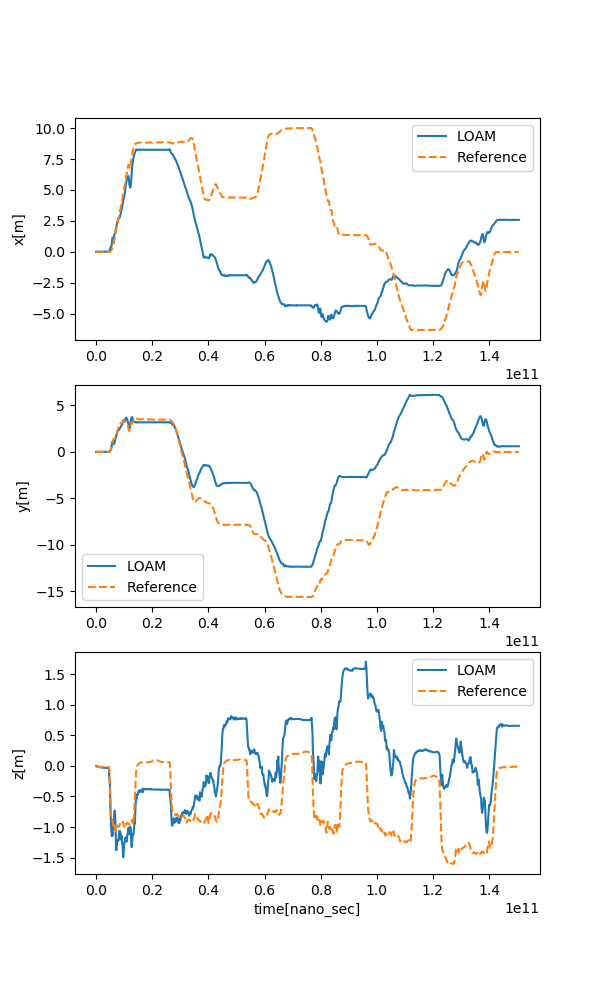 LOAM
Reference
x[m]
10.0
7.5
5.0
2.5
0.0
−2.5
−5.0
0.0 0.2 0.4 0.6 0.8 1.0 1.2 1.4
1e11
y[m]
5
0
−5
−10
−15
LOAM
Reference
0.0 0.2 0.4 0.6 0.8 1.0 1.2 1.4
1e11
LOAM
Reference
z[m]
1.5
1.0
0.5
0.0
−0.5
−1.0
−1.5
0.0 0.2 0.4 0.6 0.8 1.0 1.2 1.4
time[nano_sec]
1e11